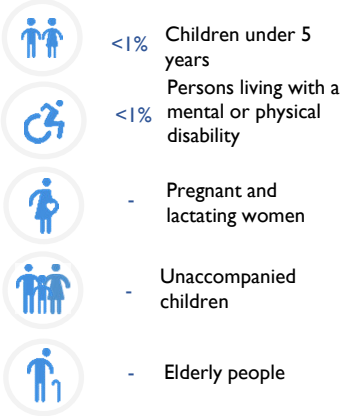 <1% Children under 5
years
Persons living with a
<1% mental or physical
disability
- Pregnant and
lactating women
- Unaccompanied
children
- Elderly people